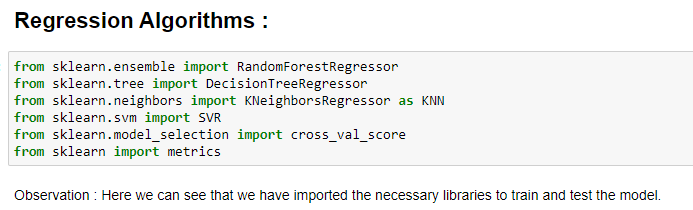 Regression Algorithms :
from sklearn.ensemble import RandomForestRegressor
from sklearn.tree import DecisionTreeRegressor
from sklearn.neighbors import KNeighborsRegressor as KNN
from sklearn.svm import SVR
from sklearn.model_selection import cross_val_score
from sklearn import metrics
Observation : Here we can see that we have imported the necessary libraries to train and test the model.